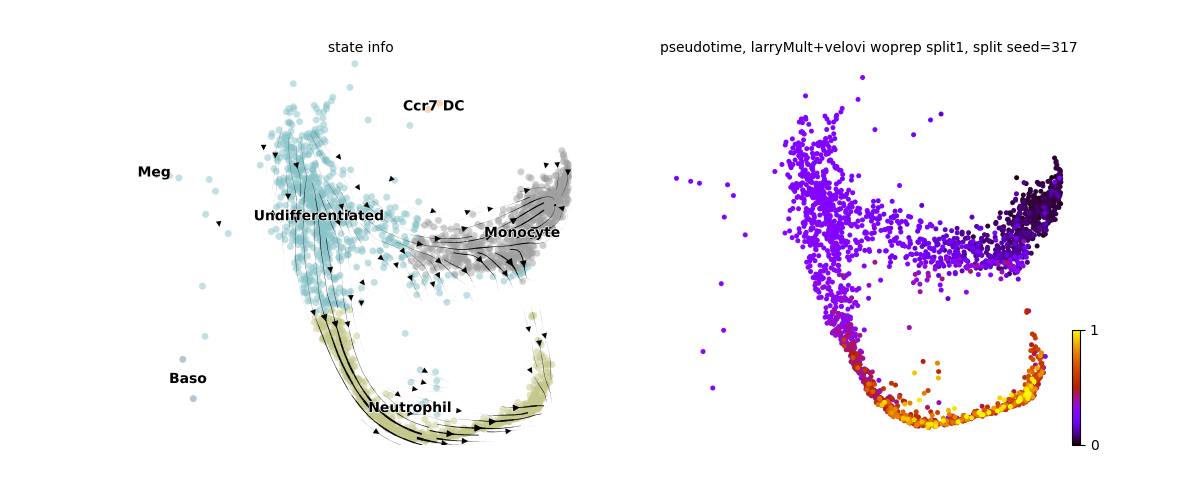 state info
pseudotime, larryMult+velovi woprep split1, split seed=317
Ccr7 DC
Meg
Undifferentiated
Monocyte
1
Baso
Neutrophil
0